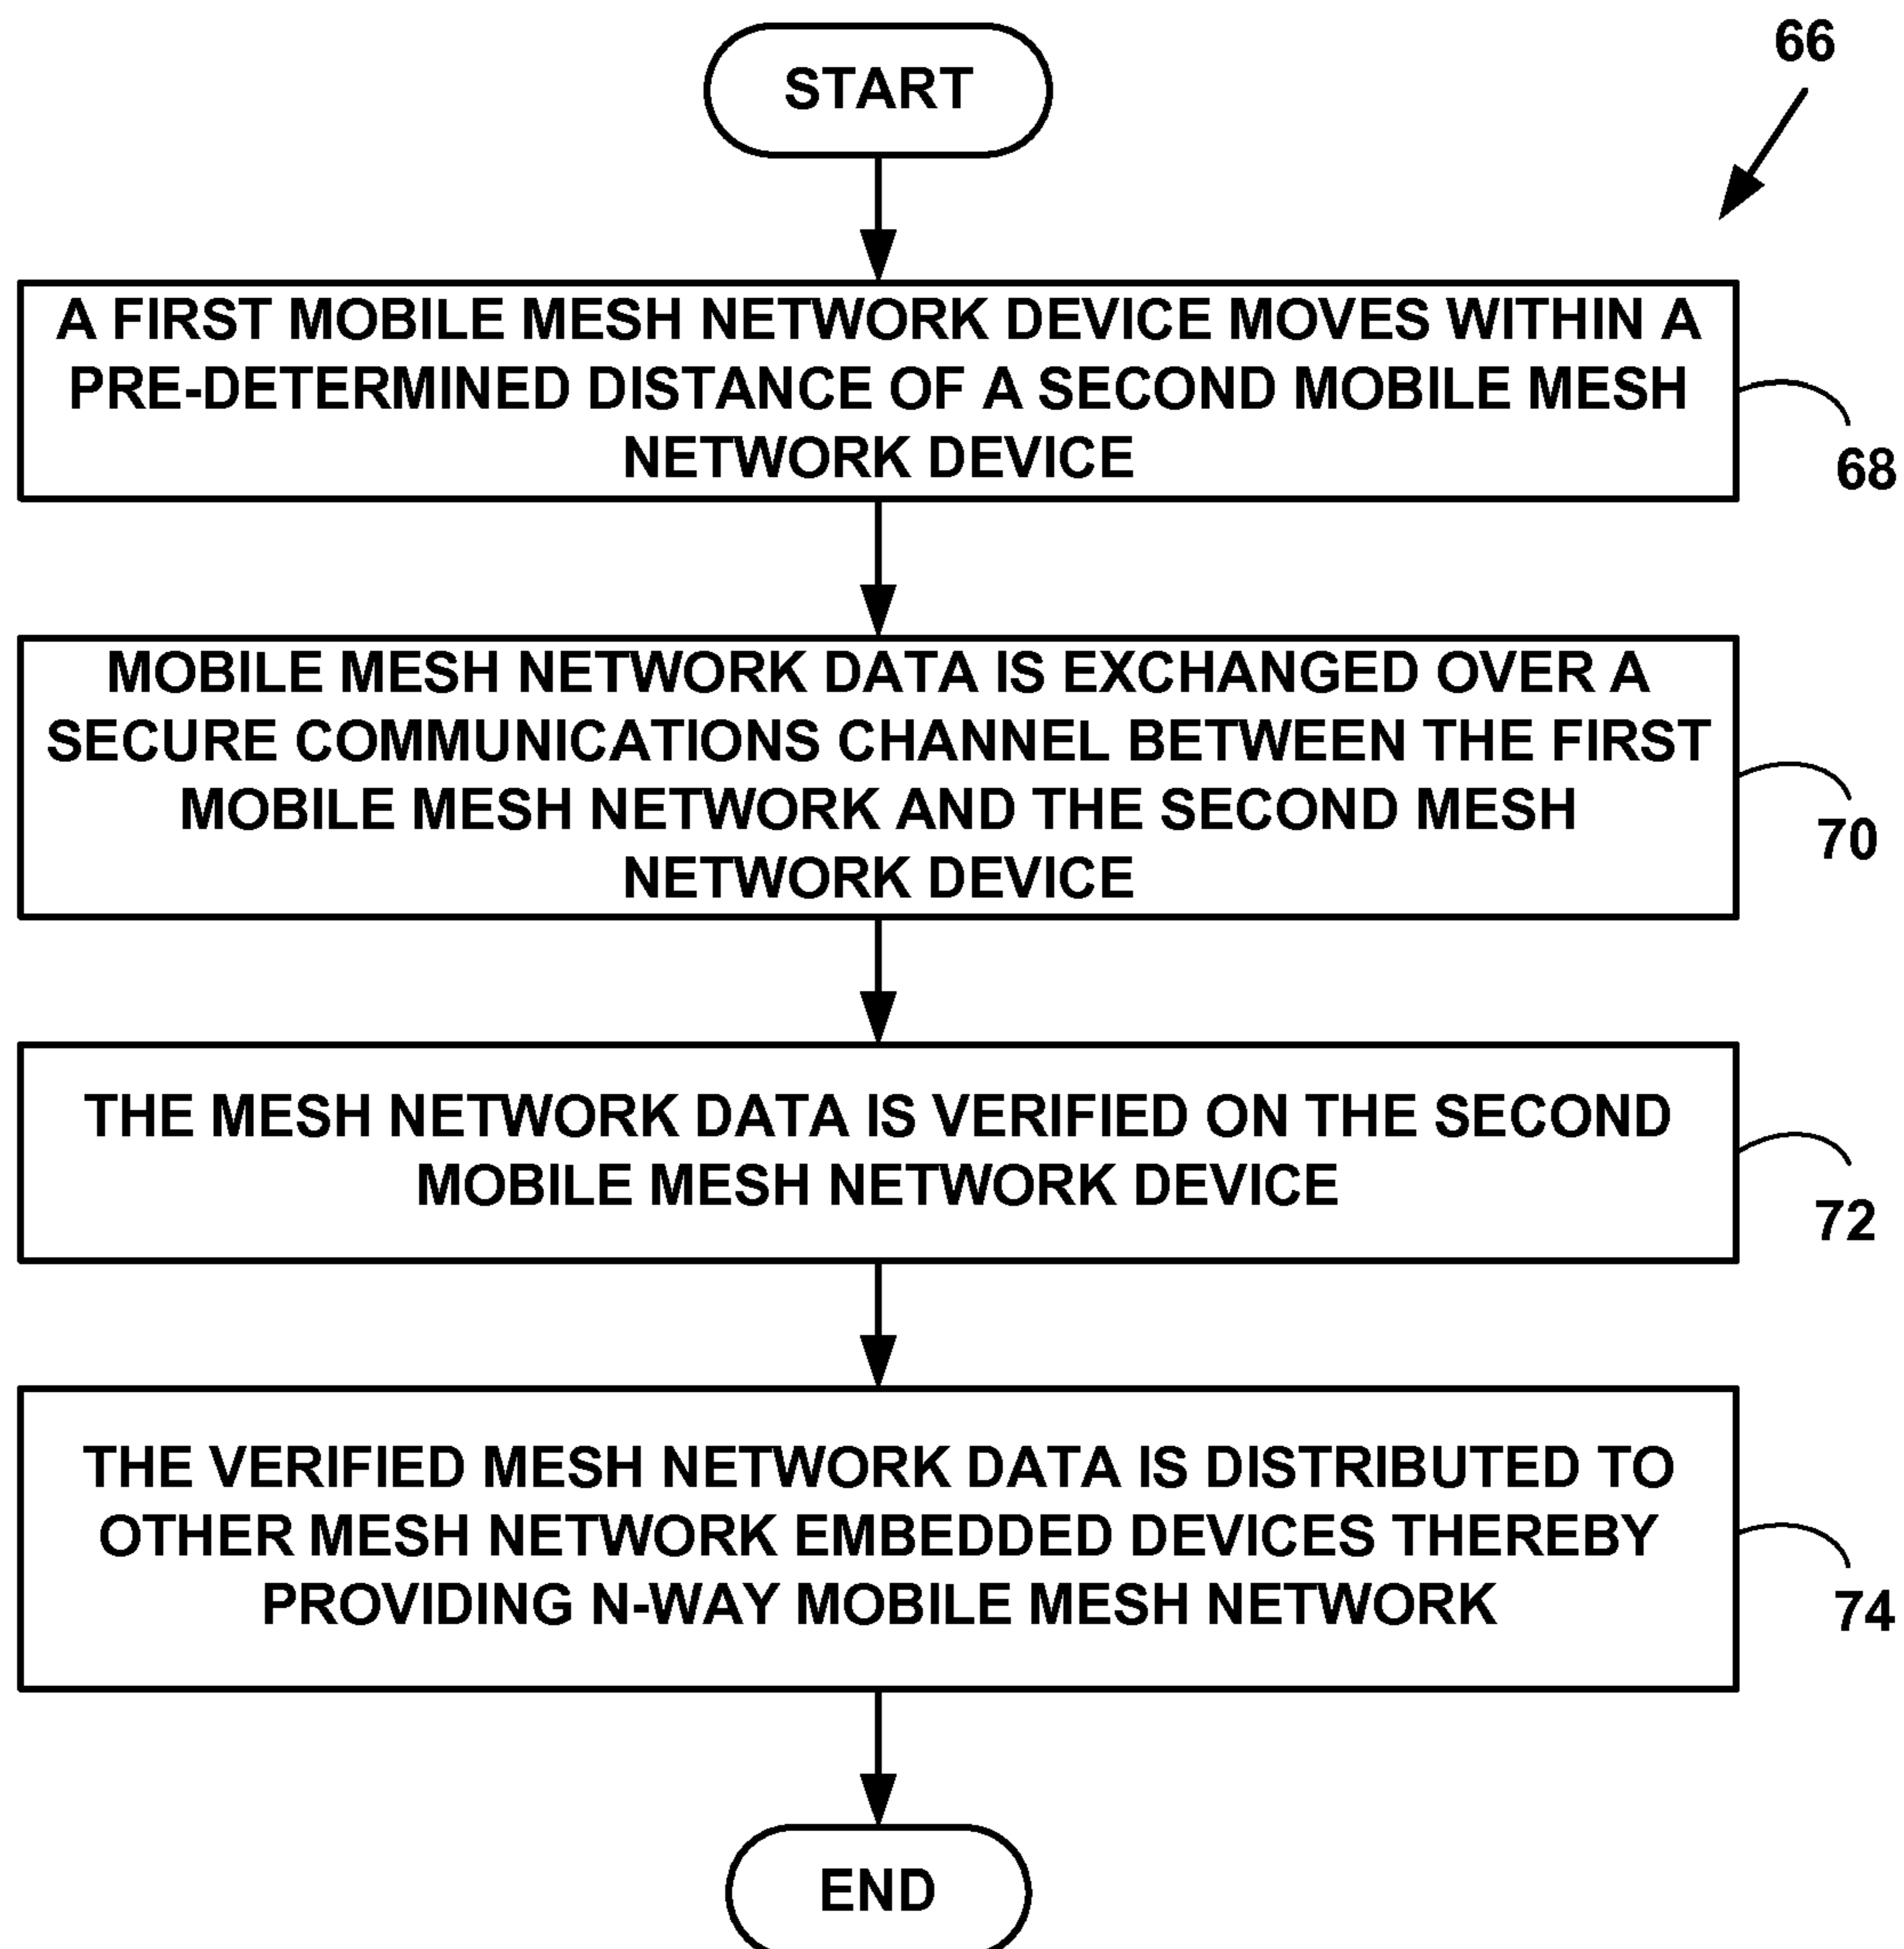 START
66
A FIRST MOBILE MESH NETWORK DEVICE MOVES WITHIN A
PRE-DETERMINED DISTANCE OF A SECOND MOBILE MESH
NETWORK DEVICE
68
MOBILE MESH NETWORK DATA IS EXCHANGED OVER A
SECURE COMMUNICATIONS CHANNEL BETWEEN THE FIRST
MOBILE MESH NETWORK AND THE SECOND MESH
NETWORK DEVICE
70
THE MESH NETWORK DATA IS VERIFIED ON THE SECOND
MOBILE MESH NETWORK DEVICE
72
THE VERIFIED MESH NETWORK DATA IS DISTRIBUTED TO
OTHER MESH NETWORK EMBEDDED DEVICES THEREBY
PROVIDING N-WAY MOBILE MESH NETWORK
74
END